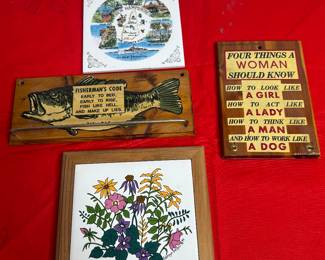 FISHERMAN'S CODE
EARLY TO BED,
EARLY TO RISE,
FISH LIKE HELL,
AND MAKE UP LIES.
FOUR THINGS A
WOMAN
SHOULD KNOW
HOW TO LOOK LIKE
A GIRL
HOW TO ACT LIKE
A LADY
HOW TO THINK LIKE
A MAN
AND HOW TO WORK LIKE
A DOG